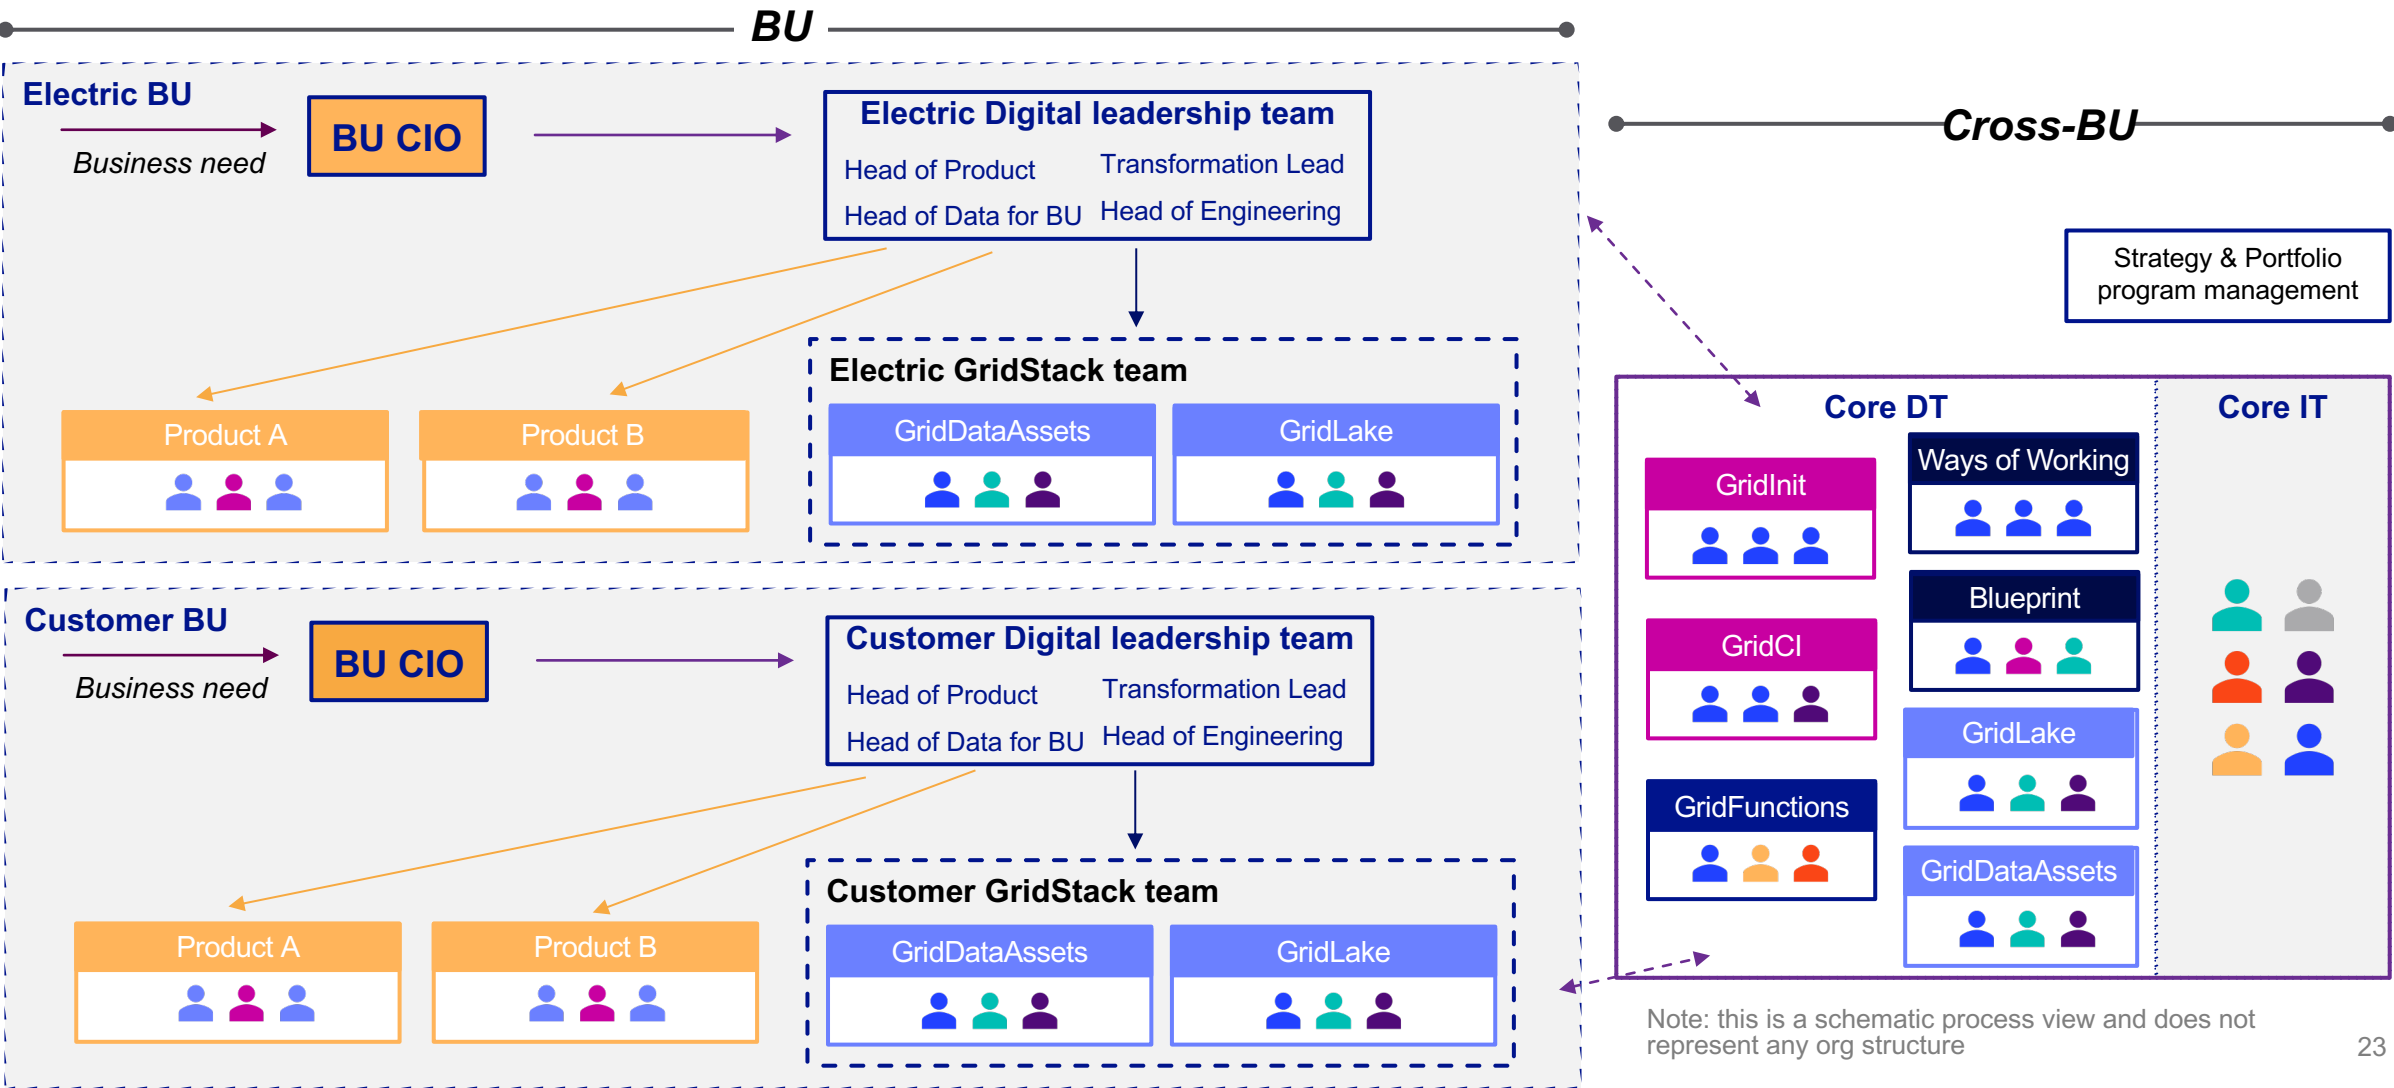 BU
Electric BU
Business need
BU CIO
Electric Digital leadership team
Head of Product
Transformation Lead
Head of Data for BU
Head of Engineering
Product A
Product B
Electric GridStack team
GridDataAssets
GridLake
Customer BU
Business need
BU CIO
Customer Digital leadership team
Head of Product
Transformation Lead
Head of Data for BU
Head of Engineering
Product A
Product B
Customer GridStack team
GridDataAssets
GridLake
Cross-BU
Strategy & Portfolio
program management
Core DT
Core IT
GridInit
Ways of Working
GridCI
Blueprint
GridFunctions
GridLake
GridDataAssets
Note: this is a schematic process view and does not
represent any org structure
23